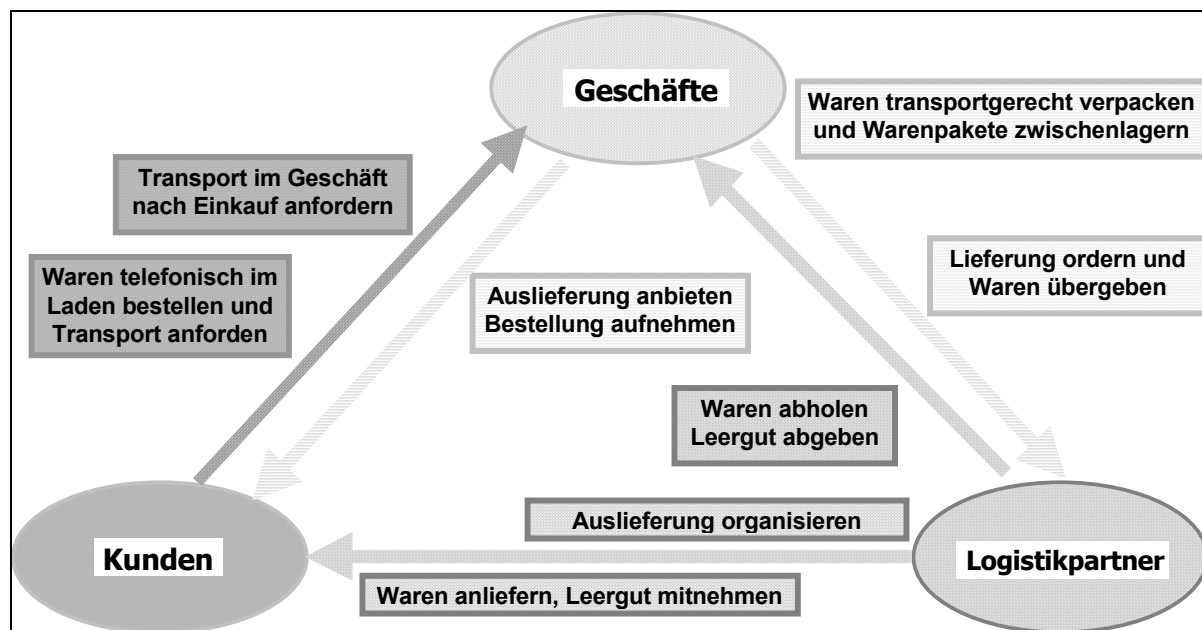 Geschäfte
Waren transportgerecht verpacken
und Warenpakete zwischenlagern
Transport im Geschäft
nach Einkauf anfordern
Waren telefonisch im
Laden bestellen und
Transport anforden
Auslieferung anbieten
Bestellung aufnehmen
Lieferung ordern und
Waren übergeben
Waren abholen
Leergut abgeben
Auslieferung organisieren
Kunden
Logistikpartner
Waren anliefern, Leergut mitnehmen